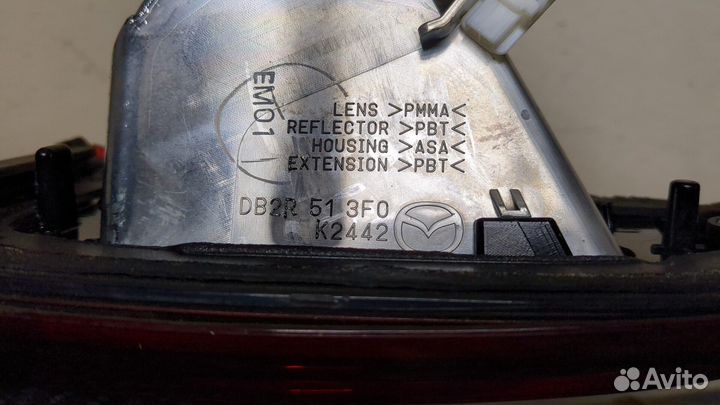 EM01
LENS >PMMA<
REFLECTOR >PBT<
HOUSING >ASA<
EXTENSION >PBT<
DB2R 51 3F0
K2442
Avito